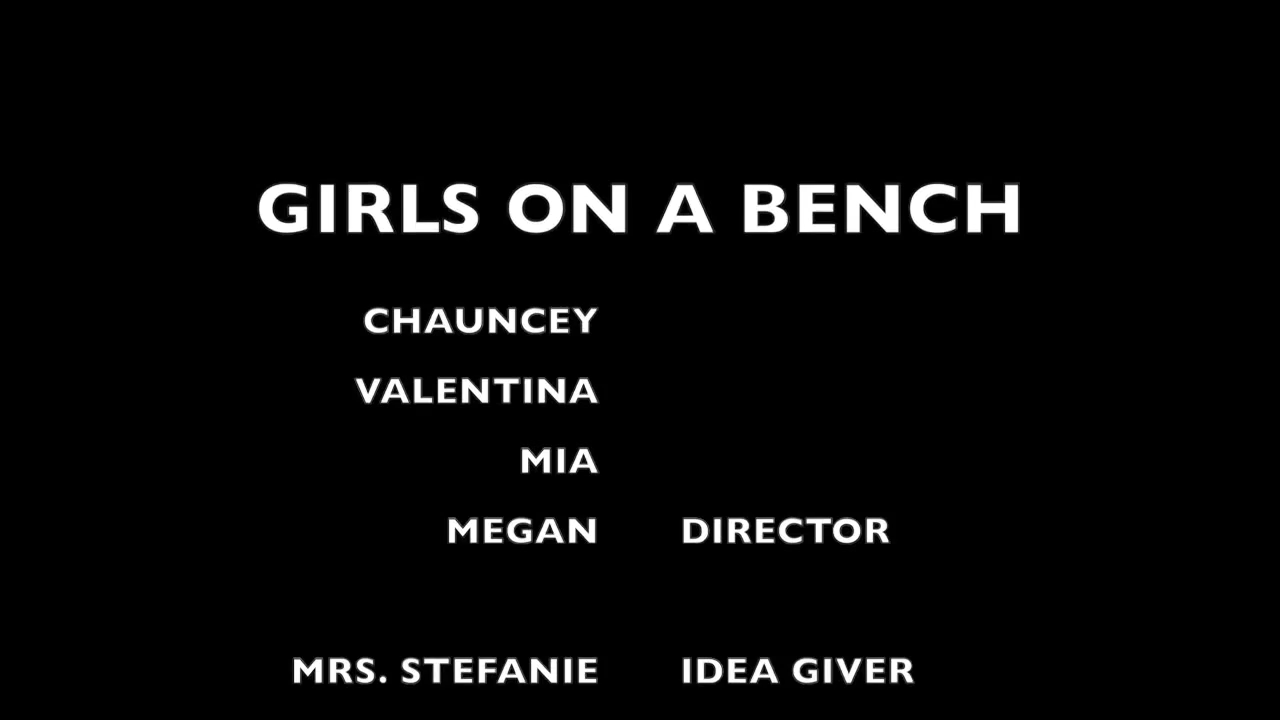 GIRLS ON A BENCH
CHAUNCEY
VALENTINA
MIA
MEGAN DIRECTOR
MRS. STEFANIE IDEA GIVER